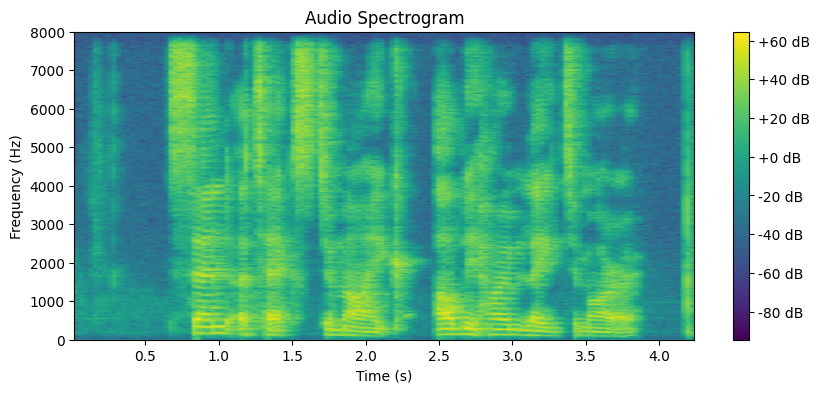 Audio Spectrogram
8000
7000
6000
5000
4000
3000
2000
1000
0
Frequency (Hz)
0.5 1.0 1.5 2.0 2.5 3.0 3.5 4.0
Time (s)
+60 dB
+40 dB
+20 dB
+0 dB
-20 dB
-40 dB
-60 dB
-80 dB